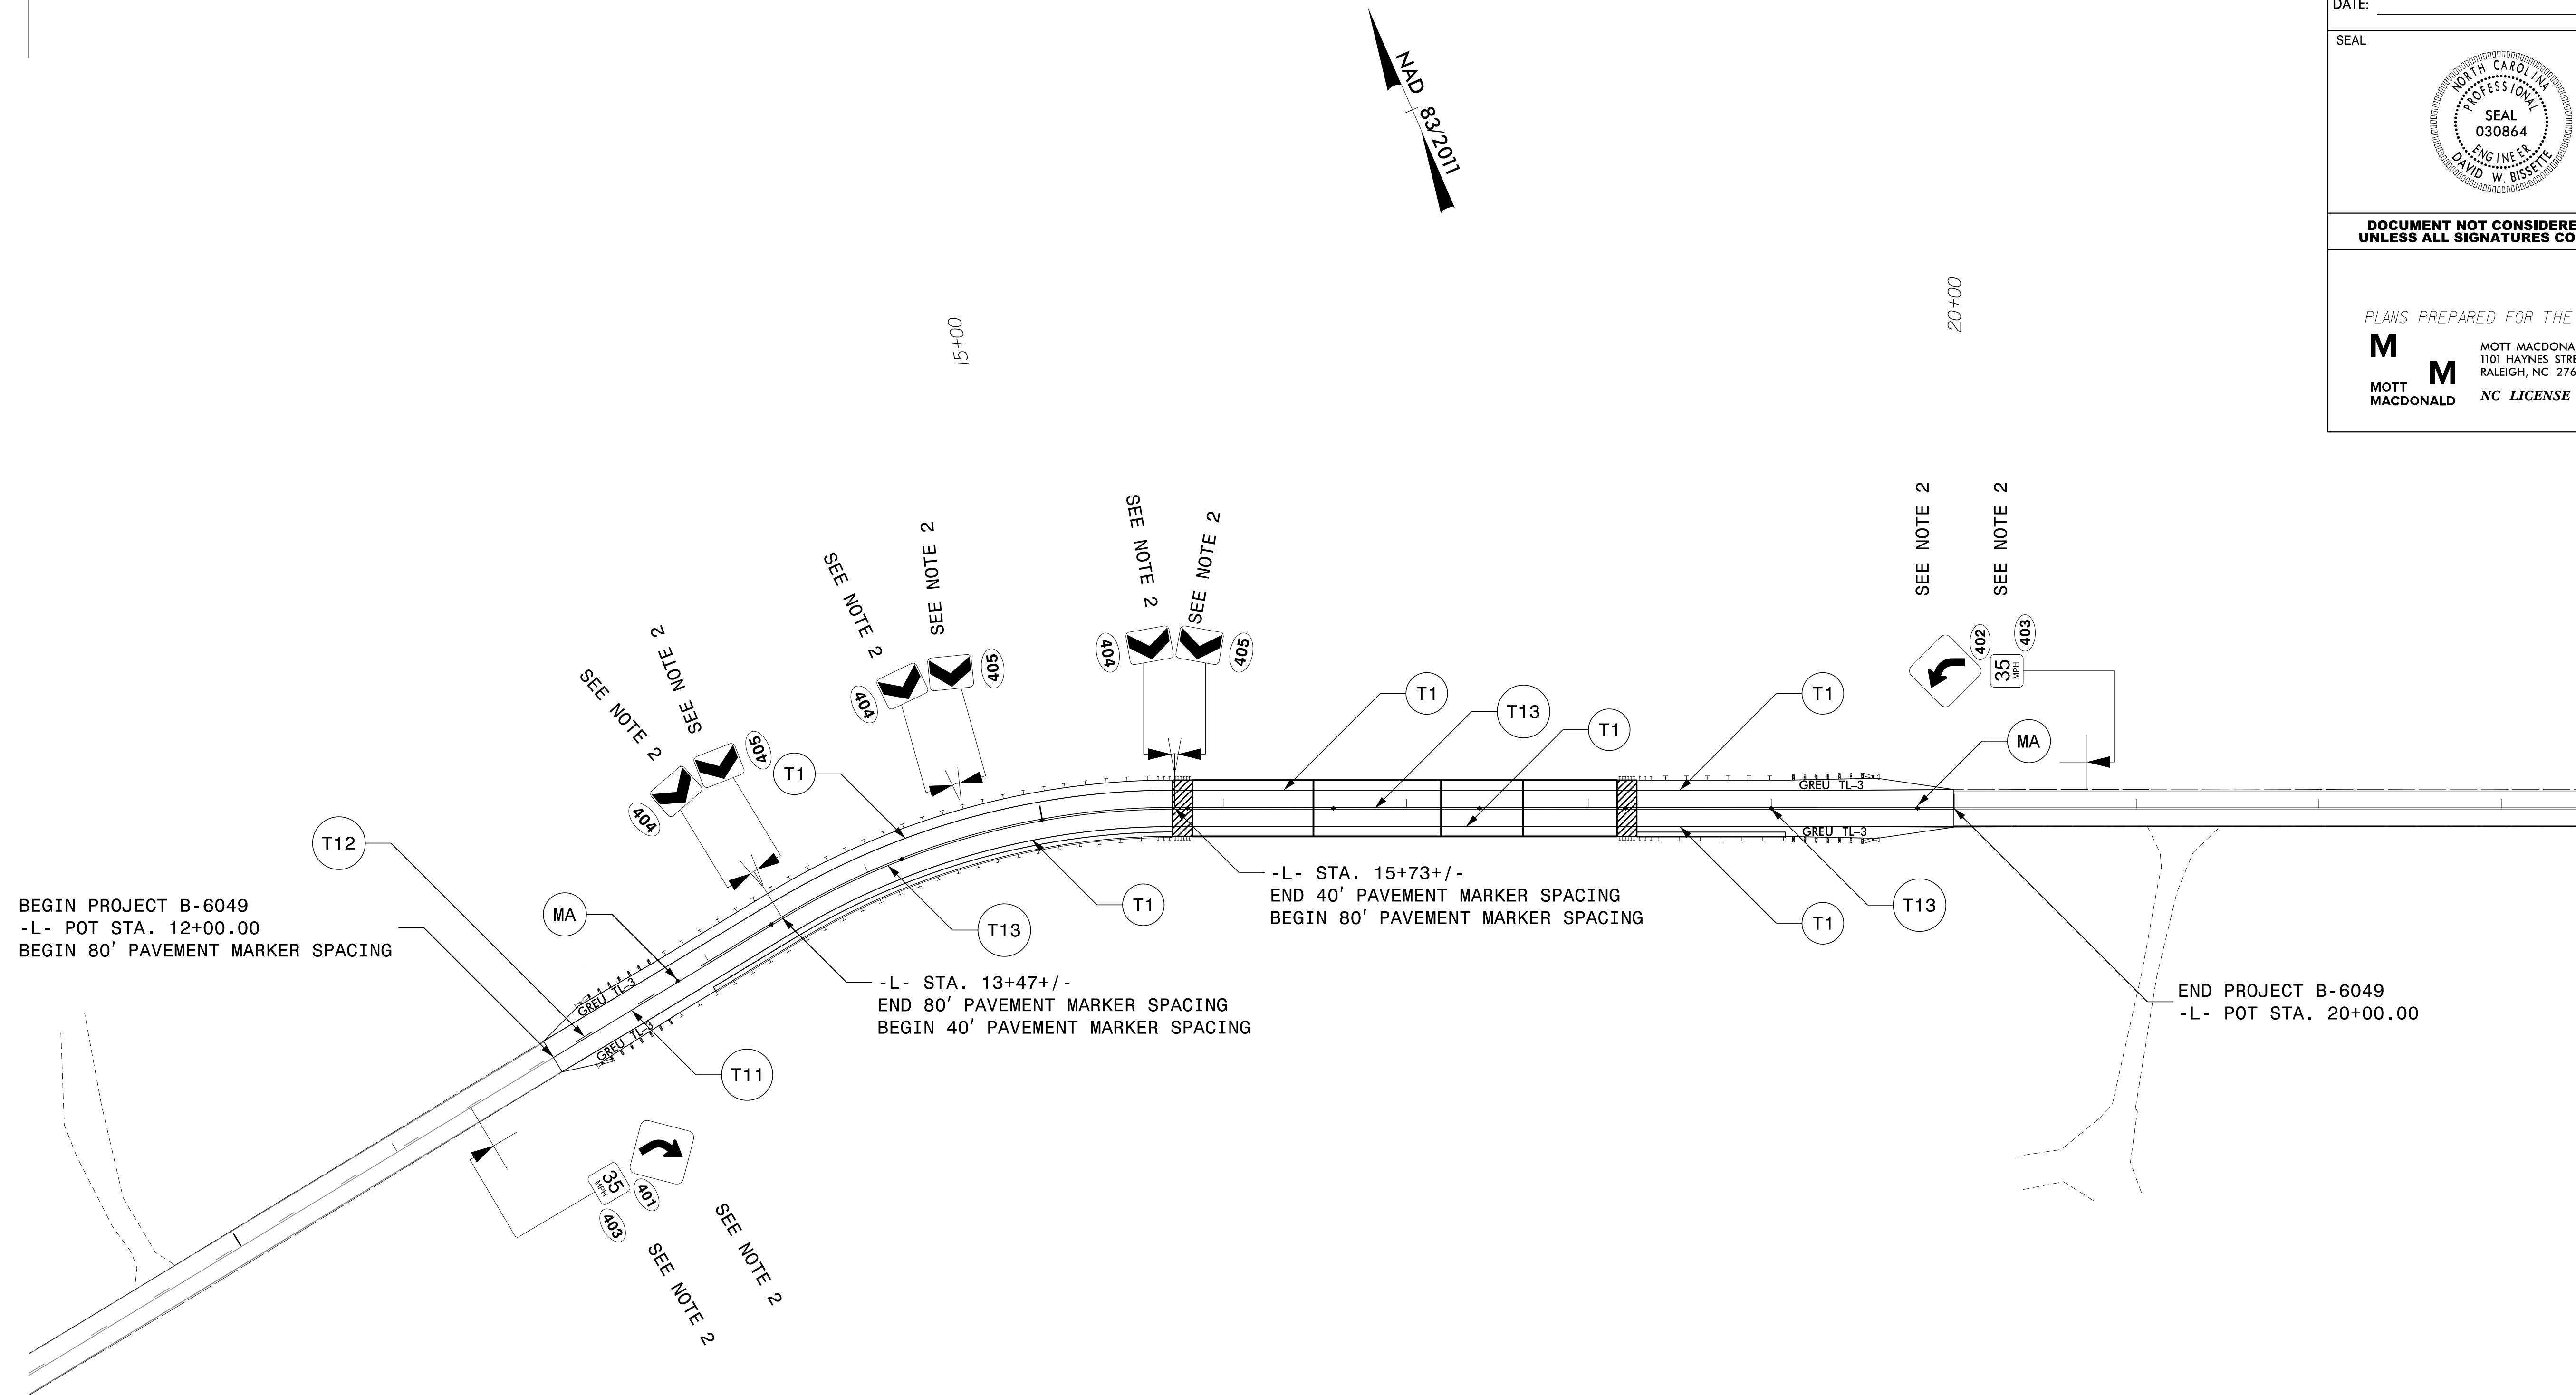 DATE:
SEAL
NORTH CAROLINA
PROFESSIONAL
SEAL
030864
ENGINEER
DAVID W. BISSETTE
DOCUMENT NOT CONSIDERE
UNLESS ALL SIGNATURES CO
PLANS PREPARED FOR THE
M
M
MOTT
MACDONALD
MOTT MACDONA
1101 HAYNES STRE
RALEIGH, NC 276
NC LICENSE
NAD 83/2011
15+00
20+00
SEE NOTE 2
SEE NOTE 2
404
405
SEE NOTE 2
SEE NOTE 2
404
405
SEE NOTE 2
SEE NOTE 2
404
405
SEE NOTE 2
SEE NOTE 2
402
403
35
MPH
T1
T13
T1
T1
MA
T1
T12
MA
GREU TL-3
GREU TL-3
GREU TL-3
GREU TL-3
T13
T1
T1
T13
T11
BEGIN PROJECT B-6049
-L- POT STA. 12+00.00
BEGIN 80' PAVEMENT MARKER SPACING
-L- STA. 15+73+/-
END 40' PAVEMENT MARKER SPACING
BEGIN 80' PAVEMENT MARKER SPACING
-L- STA. 13+47+/-
END 80' PAVEMENT MARKER SPACING
BEGIN 40' PAVEMENT MARKER SPACING
END PROJECT B-6049
-L- POT STA. 20+00.00
35
MPH
401
403
SEE NOTE 2
SEE NOTE 2